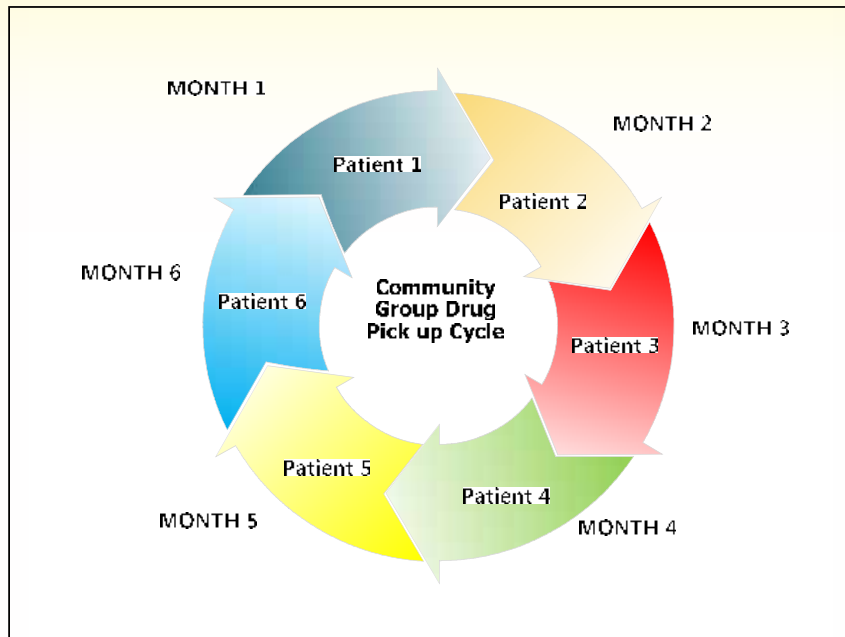 MONTH 1
Patient 1
MONTH 2
Patient 2
MONTH 3
Patient 3
MONTH 4
Patient 4
MONTH 5
Patient 5
MONTH 6
Patient 6
Community
Group Drug
Pick up Cycle